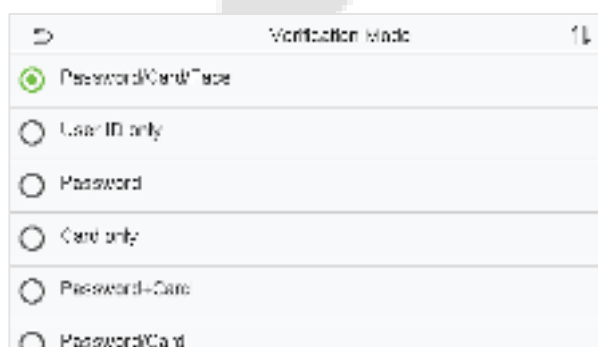 Verification Mode
Password/Card/Face
User ID only
Password
Card only
Password+Card
Password/Card